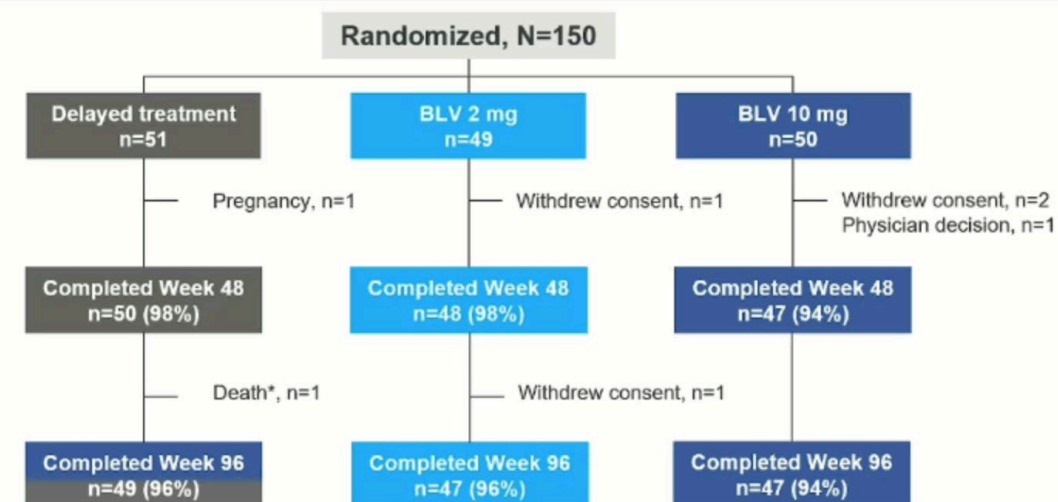 Randomized, N=150
Delayed treatment
n=51
BLV 2 mg
n=49
BLV 10 mg
n=50
Pregnancy, n=1
Withdrew consent, n=1
Withdrew consent, n=2
Physician decision, n=1
Completed Week 48
n=50 (98%)
Completed Week 48
n=48 (98%)
Completed Week 48
n=47 (94%)
Death*, n=1
Withdrew consent, n=1
Completed Week 96
n=49 (96%)
Completed Week 96
n=47 (96%)
Completed Week 96
n=47 (94%)